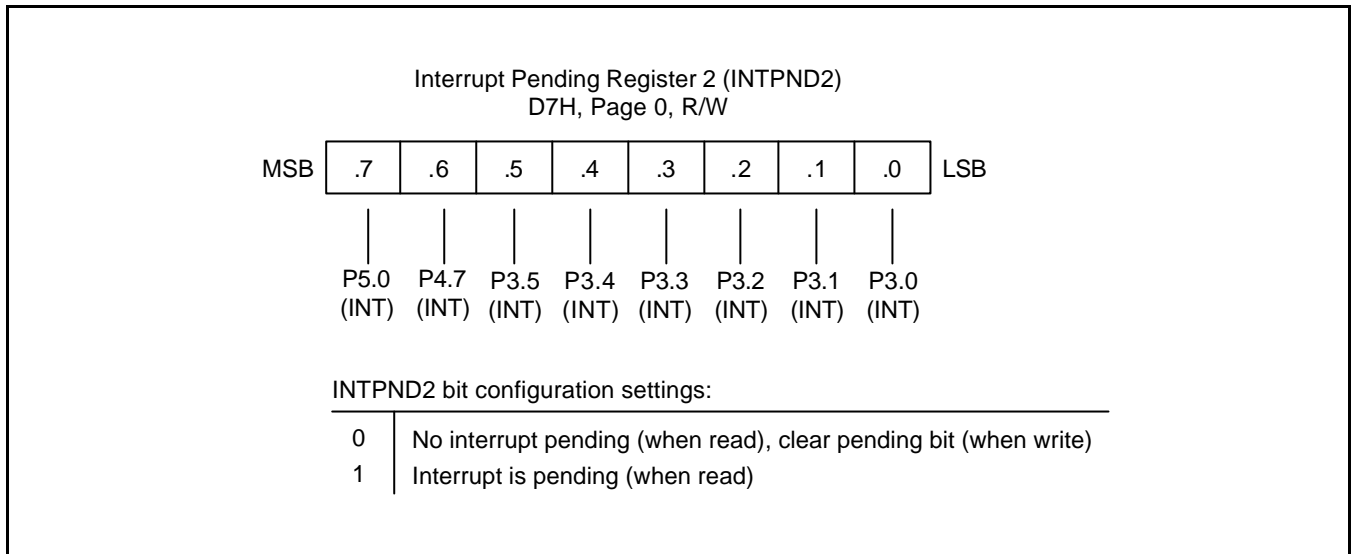 Interrupt Pending Register 2 (INTPND2)
D7H, Page 0, R/W
MSB .7 .6 .5 .4 .3 .2 .1 .0 LSB
P5.0 P4.7 P3.5 P3.4 P3.3 P3.2 P3.1 P3.0
(INT) (INT) (INT) (INT) (INT) (INT) (INT) (INT)
INTPND2 bit configuration settings:
0 No interrupt pending (when read), clear pending bit (when write)
1 Interrupt is pending (when read)